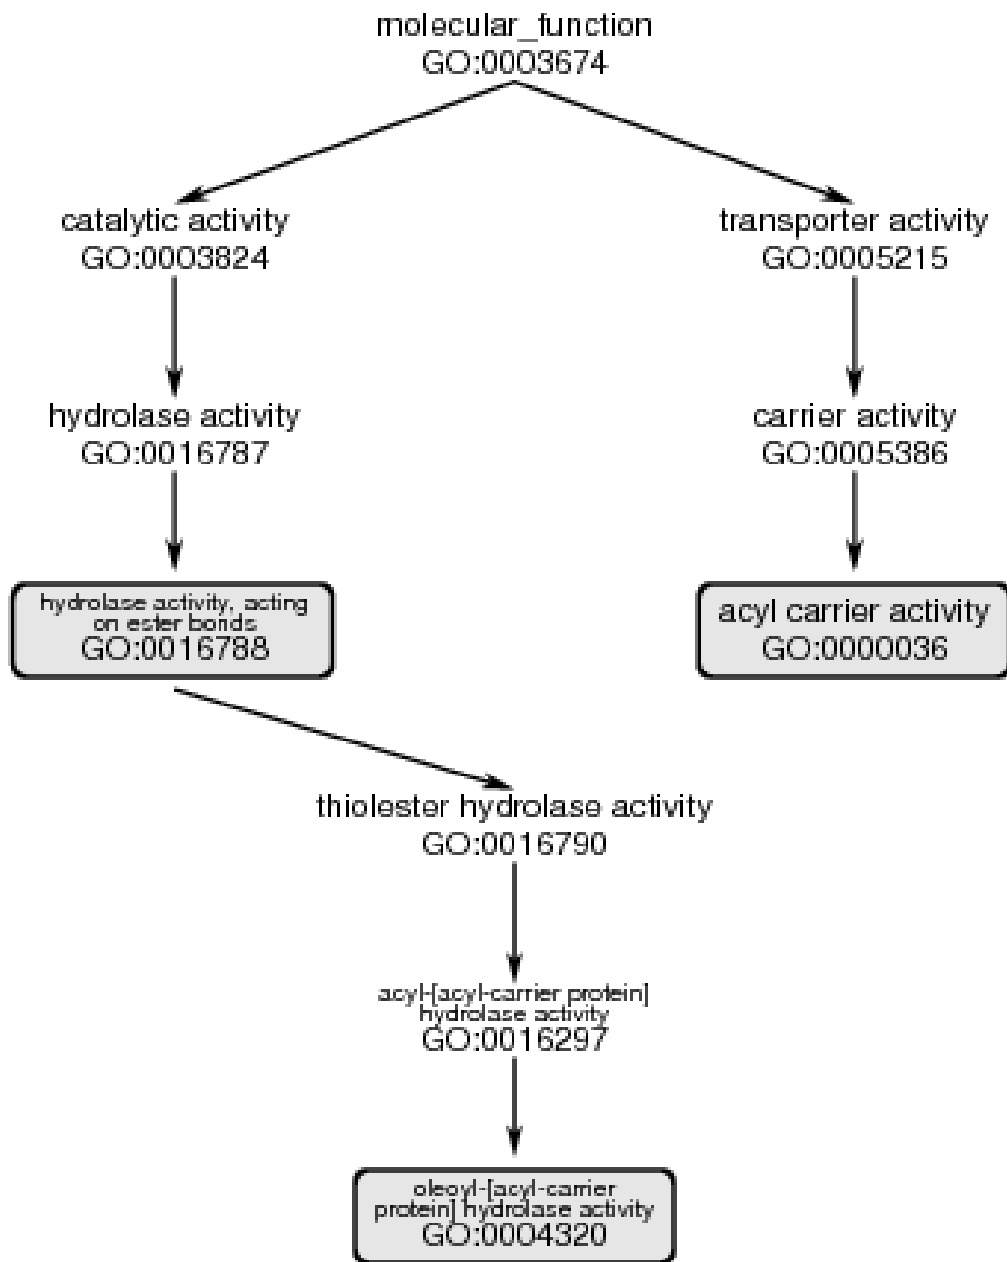 molecular_function
GO:0003674
catalytic activity
GO:0003824
transporter activity
GO:0005215
hydrolase activity
GO:0016787
carrier activity
GO:0005386
hydrolase activity, acting
on ester bonds
GO:0016788
acyl carrier activity
GO:0000036
thiolester hydrolase activity
GO:0016790
acyl-[acyl-carrier protein]
hydrolase activity
GO:0016297
oleoyl-[acyl-carrier
protein] hydrolase activity
GO:0004320